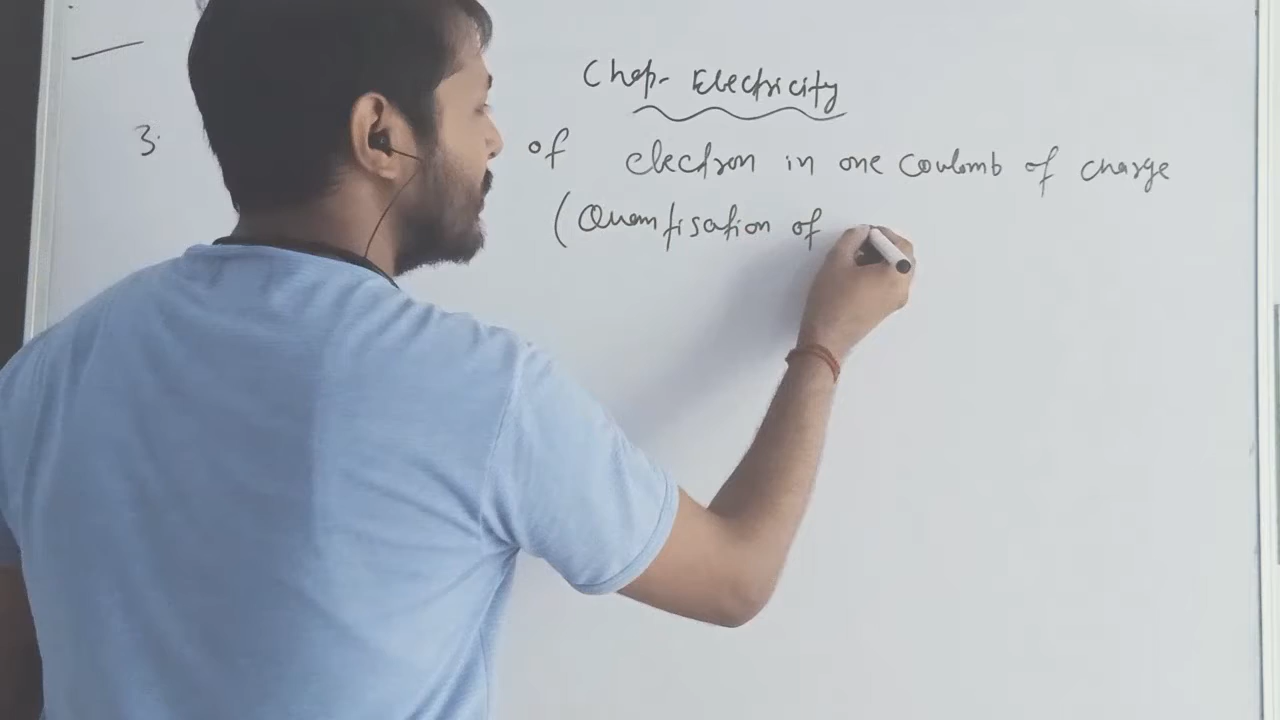 Chap- Electricity
3. of electron in one Coulomb of charge
(Quantisation of